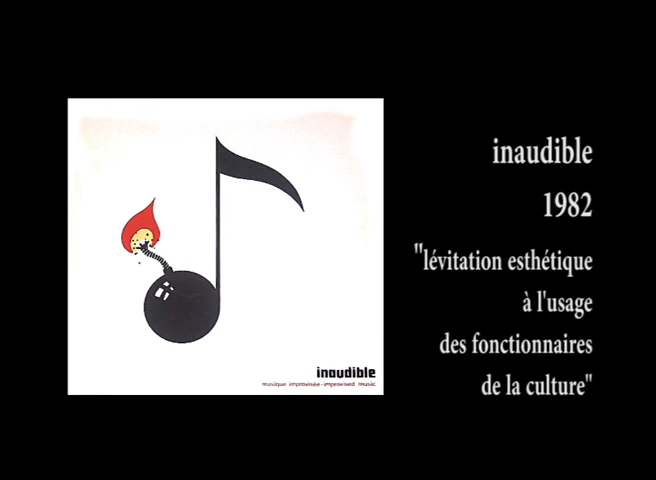 inaudible
musique improvisée - improvised music
inaudible
1982
"lévitation esthétique
à l'usage
des fonctionnaires
de la culture"